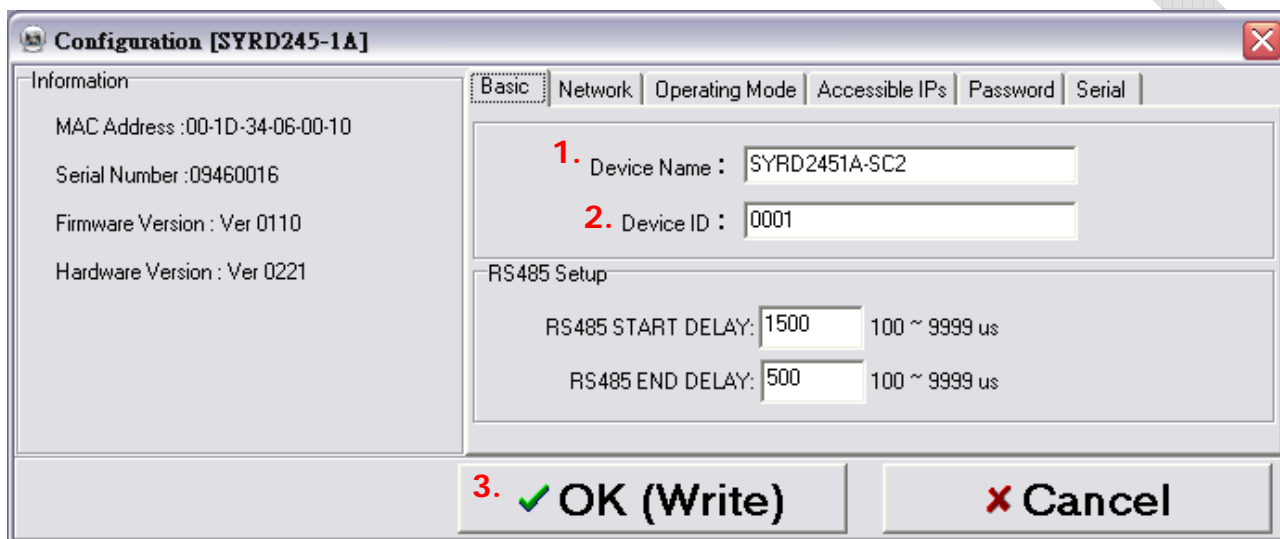 Configuration [SYRD245-1A]
Information
MAC Address :00-1D-34-06-00-10
Serial Number :09460016
Firmware Version : Ver 0110
Hardware Version : Ver 0221
Basic Network Operating Mode Accessible IPs Password Serial
1. Device Name : SYRD2451A-SC2
2. Device ID : 0001
RS485 Setup
RS485 START DELAY: 1500 100 ~ 9999 us
RS485 END DELAY: 500 100 ~ 9999 us
3. OK (Write) Cancel